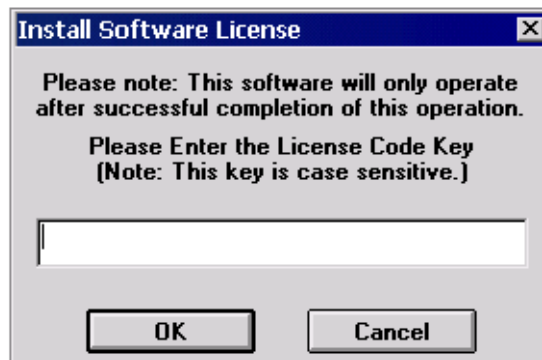 Install Software License
Please note: This software will only operate
after successful completion of this operation.
Please Enter the License Code Key
(Note: This key is case sensitive.)
OK Cancel